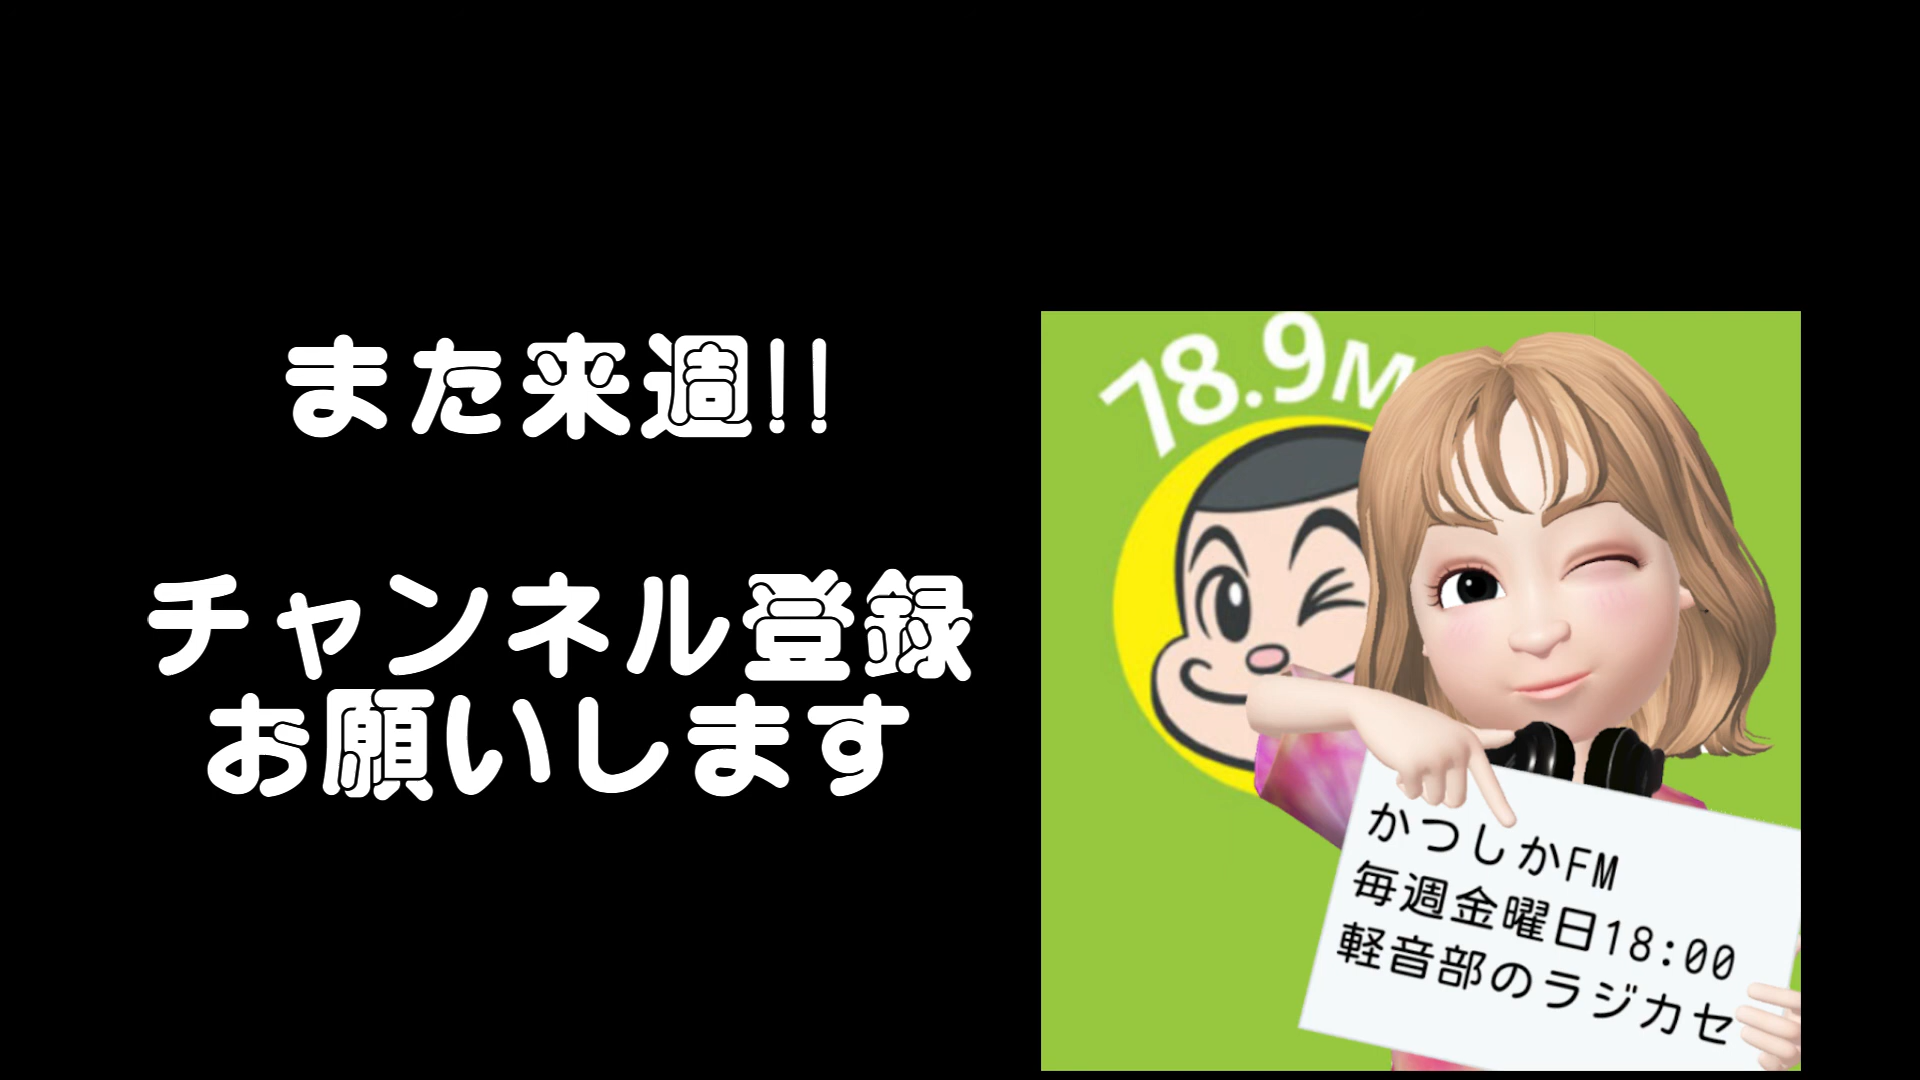 また来週!!
チャンネル登録
お願いします
78.9M
かつしかFM
毎週金曜日18:00
軽音部のラジカセ